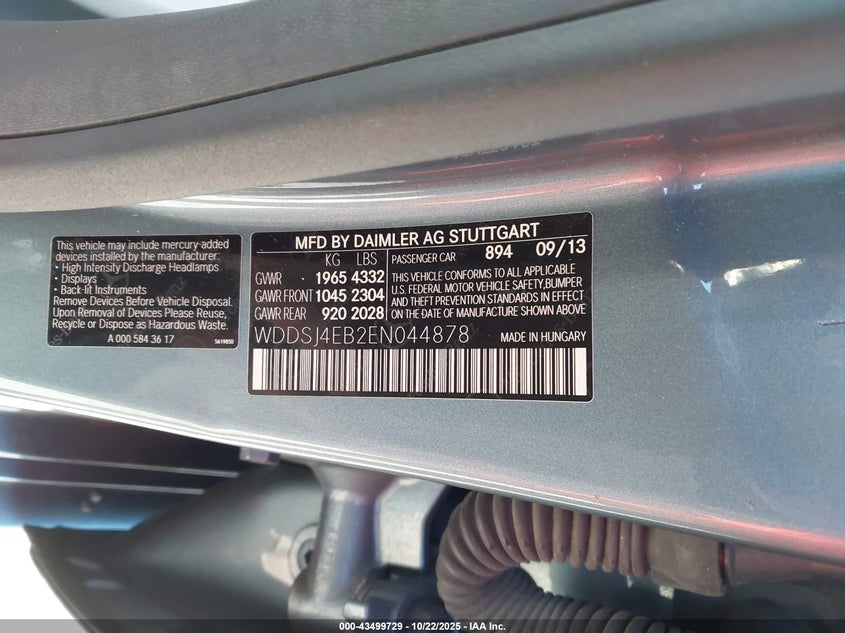 This vehicle may include mercury-added
devices installed by the manufacturer:
• High Intensity Discharge Headlamps
• Displays
• Back-lit Instruments
Remove Devices Before Vehicle Disposal.
Upon Removal of Devices Please Reuse,
Recycle or Dispose as Hazardous Waste.
A 000 584 36 17
5619850
MFD BY DAIMLER AG STUTTGART
KG LBS
GVWR 1965 4332
GAWR FRONT 1045 2304
GAWR REAR 920 2028
PASSENGER CAR 894 09/13
THIS VEHICLE CONFORMS TO ALL APPLICABLE
U.S. FEDERAL MOTOR VEHICLE SAFETY,BUMPER
AND THEFT PREVENTION STANDARDS IN EFFECT
ON THE DATE OF MANUFACTURE SHOWN ABOVE
WDDSJ4EB2EN044878
MADE IN HUNGARY
000-43499729 - 10/22/2025 - IAA Inc.